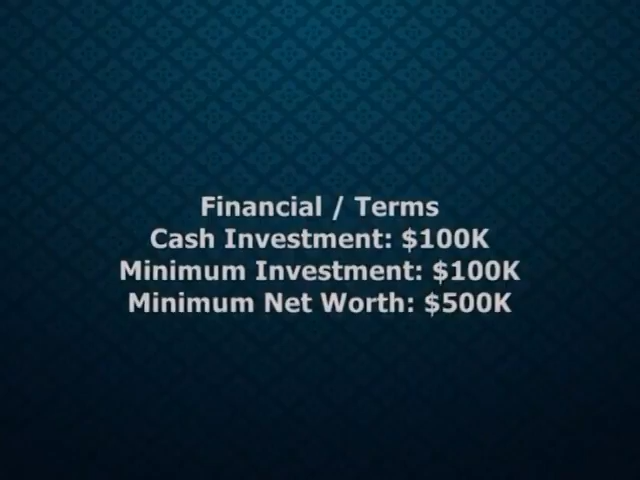 Financial / Terms
Cash Investment: $100K
Minimum Investment: $100K
Minimum Net Worth: $500K